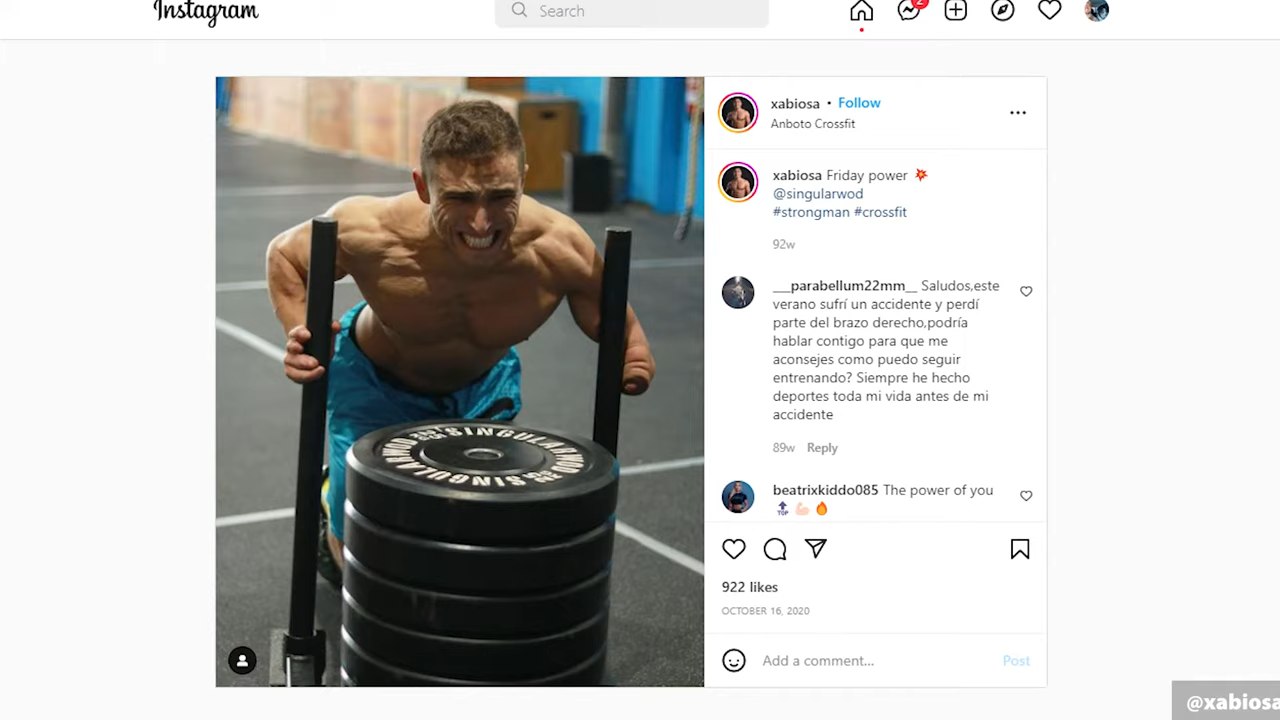 Instagram
Search
2
xabiosa • Follow
Anboto Crossfit
xabiosa Friday power 💥
@singularwod
#strongman #crossfit
92w
___parabellum22mm__ Saludos,este
verano sufrí un accidente y perdí
parte del brazo derecho,podría
hablar contigo para que me
aconsejes como puedo seguir
entrenando? Siempre he hecho
deportes toda mi vida antes de mi
accidente
89w Reply
beatrixkiddo085 The power of you
🔝💪🏻🔥
922 likes
OCTOBER 16, 2020
Add a comment... Post
SINGULARWOD
SINGULARWOD
@xabiosa